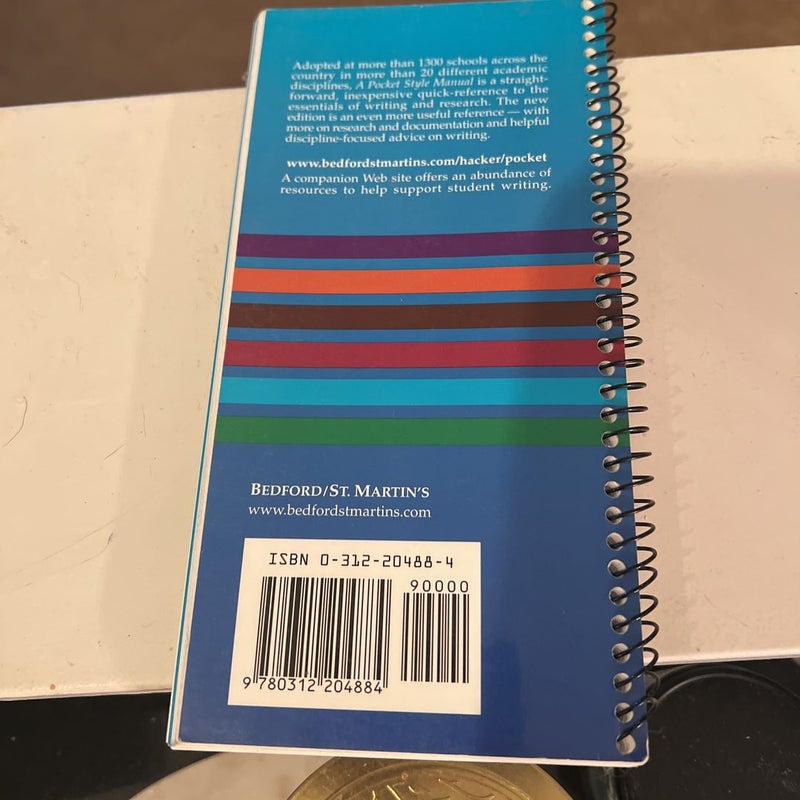 Adopted at more than 1300 schools across the
country in more than 20 different academic
disciplines, A Pocket Style Manual is a straight-
forward, inexpensive quick-reference to the
essentials of writing and research. The new
edition is an even more useful reference — with
more on research and documentation and helpful
discipline-focused advice on writing.
www.bedfordstmartins.com/hacker/pocket
A companion Web site offers an abundance of
resources to help support student writing.
BEDFORD/ST. MARTIN'S
www.bedfordstmartins.com
ISBN 0-312-20488-4
90000
9 780312 204884